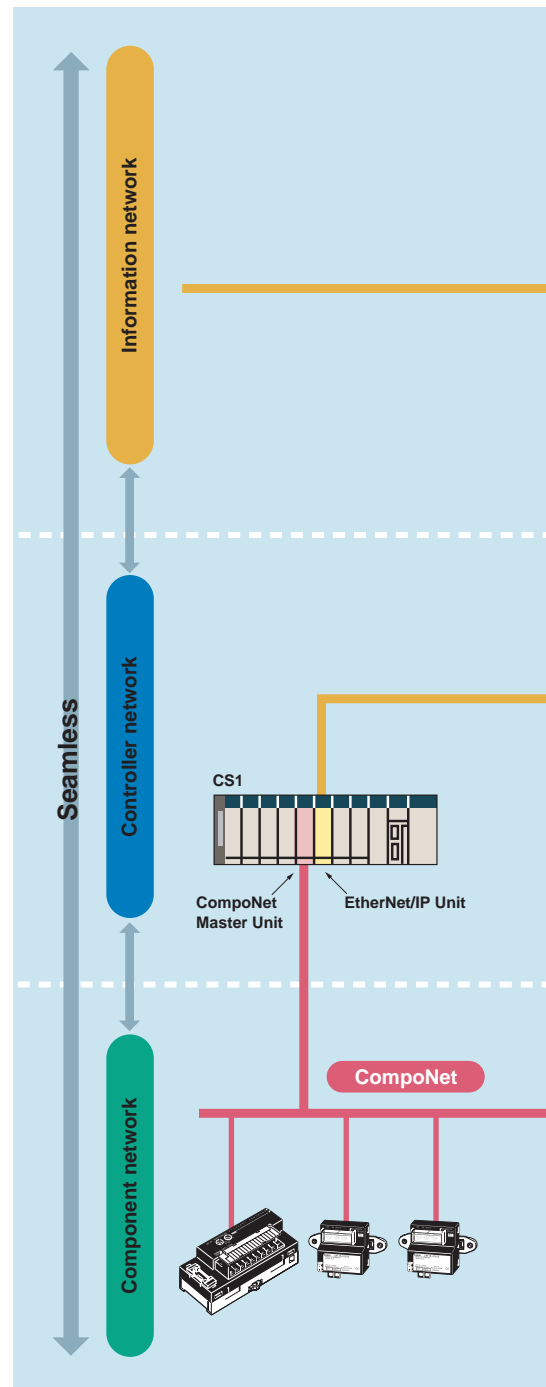 Information network
Seamless
Controller network
CS1
CompoNet
Master Unit
EtherNet/IP Unit
CompoNet
Component network